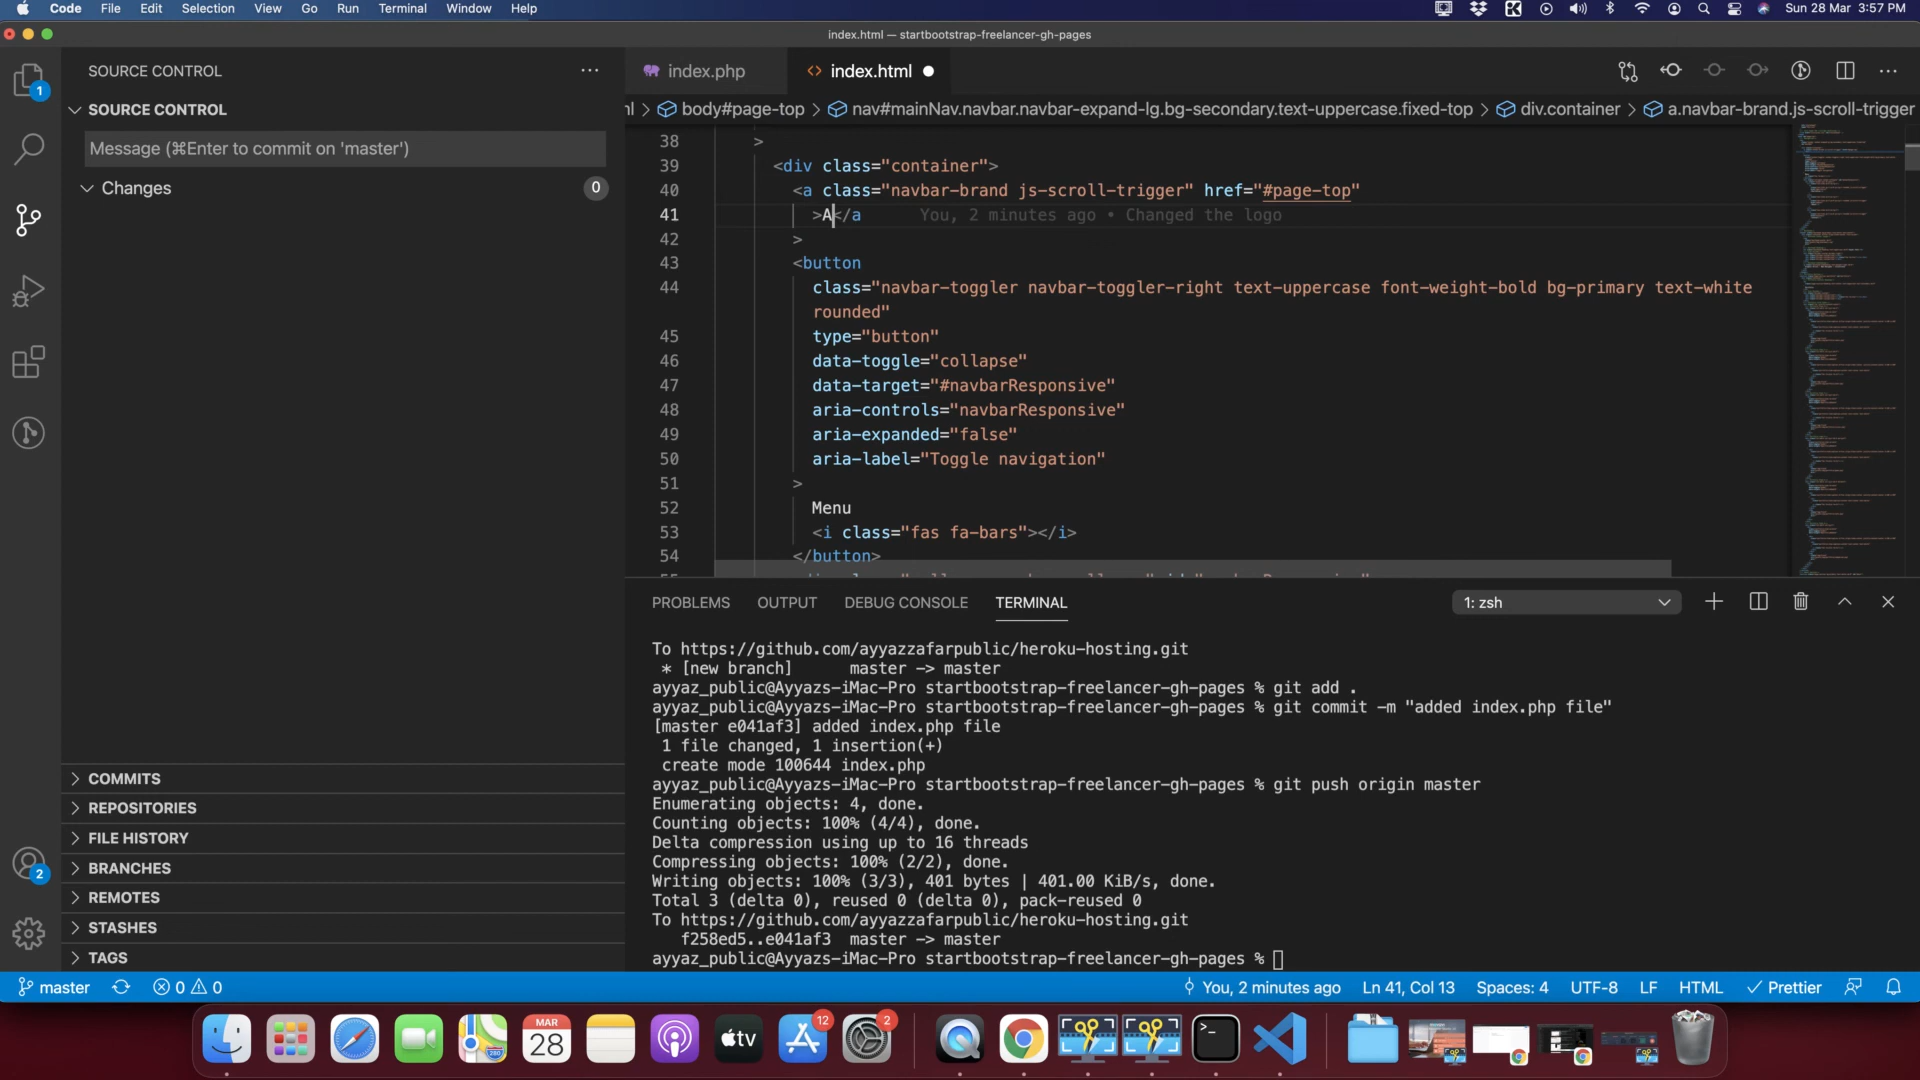 Code File Edit Selection View Go Run Terminal Window Help Sun 28 Mar 3:57 PM
index.html — startbootstrap-freelancer-gh-pages
SOURCE CONTROL
SOURCE CONTROL
Message (⌘Enter to commit on 'master')
Changes 0
1
COMMITS
REPOSITORIES
FILE HISTORY
BRANCHES
REMOTES
STASHES
TAGS
2
index.php index.html
body#page-top nav#mainNav.navbar.navbar-expand-lg.bg-secondary.text-uppercase.fixed-top div.container a.navbar-brand.js-scroll-trigger
38 >
39 <div class="container">
40 <a class="navbar-brand js-scroll-trigger" href="#page-top"
41 >A</a You, 2 minutes ago • Changed the logo
42 >
43 <button
44 class="navbar-toggler navbar-toggler-right text-uppercase font-weight-bold bg-primary text-white
rounded"
45 type="button"
46 data-toggle="collapse"
47 data-target="#navbarResponsive"
48 aria-controls="navbarResponsive"
49 aria-expanded="false"
50 aria-label="Toggle navigation"
51 >
52 Menu
53 <i class="fas fa-bars"></i>
54 </button>
PROBLEMS OUTPUT DEBUG CONSOLE TERMINAL 1: zsh
To https://github.com/ayyazzafarpublic/heroku-hosting.git
* [new branch] master -> master
ayyaz_public@Ayyazs-iMac-Pro startbootstrap-freelancer-gh-pages % git add .
ayyaz_public@Ayyazs-iMac-Pro startbootstrap-freelancer-gh-pages % git commit -m "added index.php file"
[master e041af3] added index.php file
1 file changed, 1 insertion(+)
create mode 100644 index.php
ayyaz_public@Ayyazs-iMac-Pro startbootstrap-freelancer-gh-pages % git push origin master
Enumerating objects: 4, done.
Counting objects: 100% (4/4), done.
Delta compression using up to 16 threads
Compressing objects: 100% (2/2), done.
Writing objects: 100% (3/3), 401 bytes | 401.00 KiB/s, done.
Total 3 (delta 0), reused 0 (delta 0), pack-reused 0
To https://github.com/ayyazzafarpublic/heroku-hosting.git
f258ed5..e041af3 master -> master
ayyaz_public@Ayyazs-iMac-Pro startbootstrap-freelancer-gh-pages %
master 0 0 You, 2 minutes ago Ln 41, Col 13 Spaces: 4 UTF-8 LF HTML Prettier
MAR
28
280
tv
12
2
>_